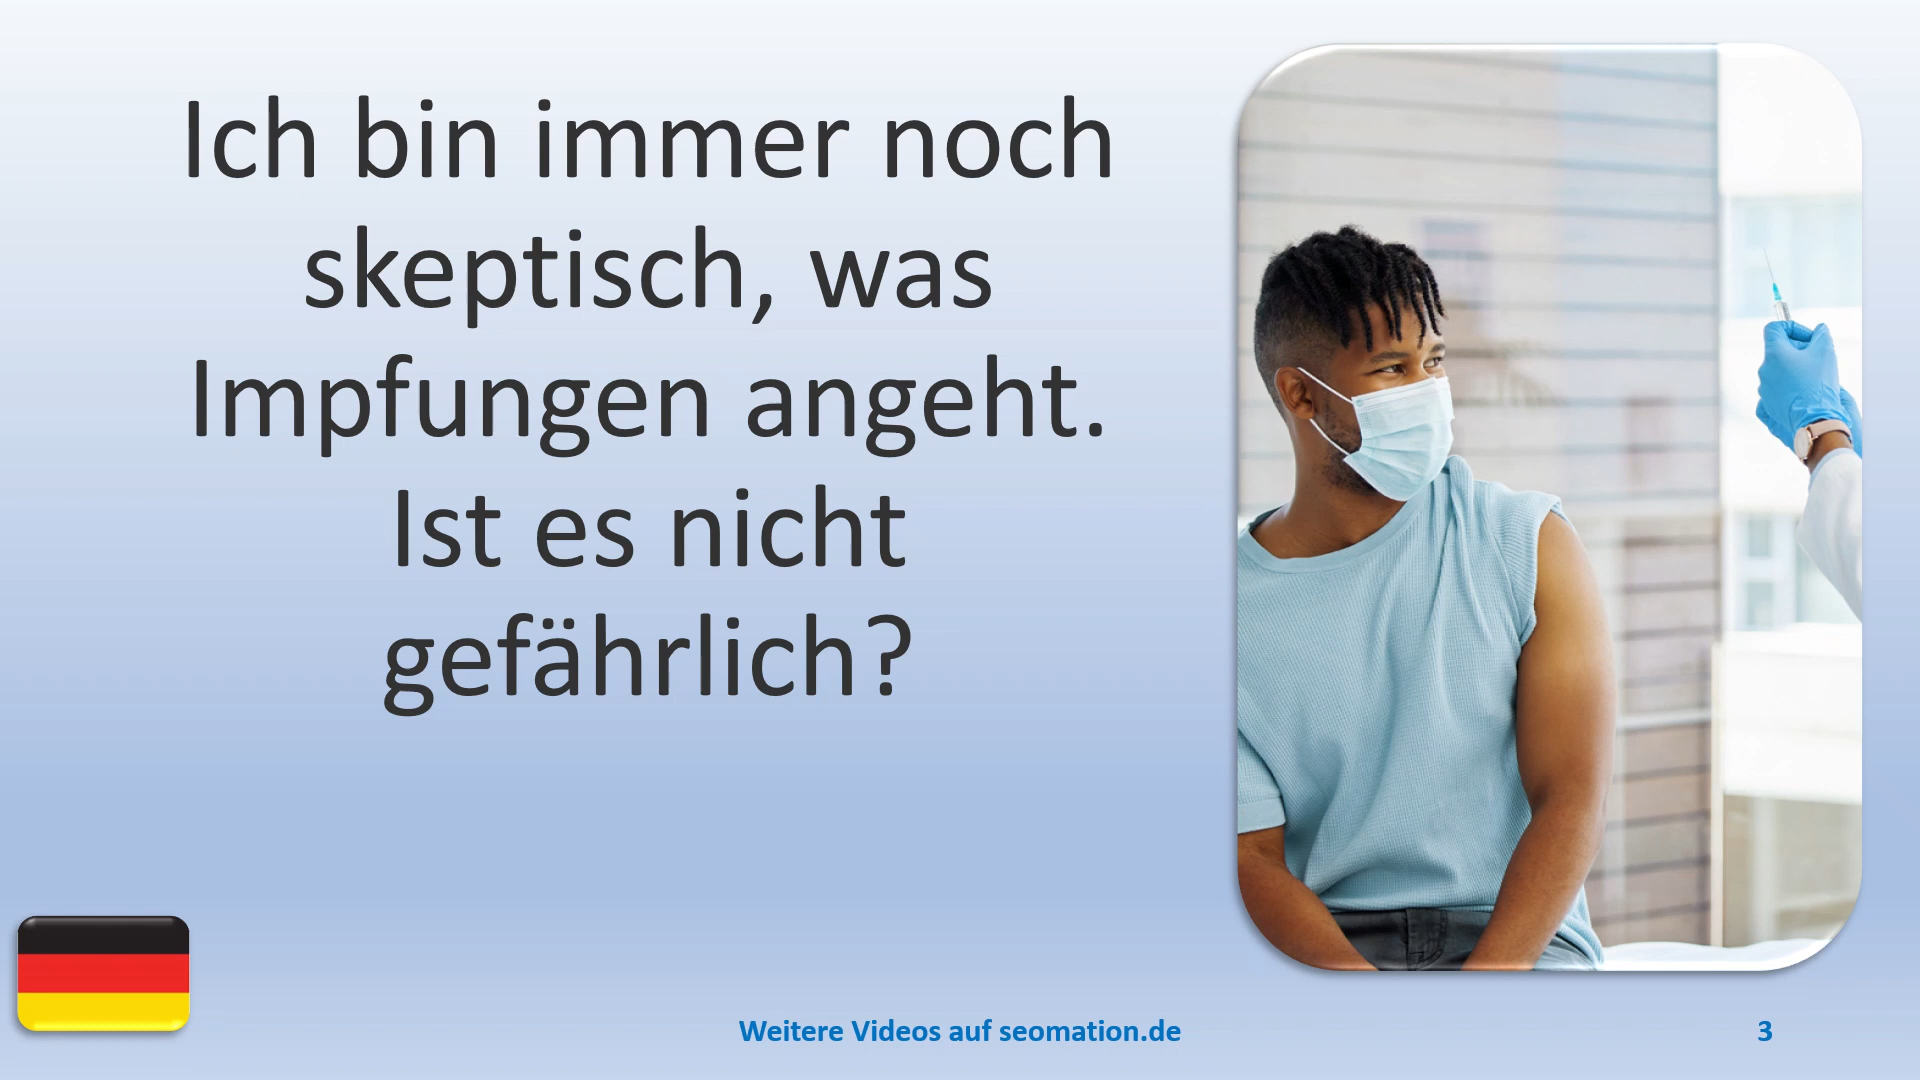 Ich bin immer noch
skeptisch, was
Impfungen angeht.
Ist es nicht
gefährlich?
Weitere Videos auf seomation.de
3